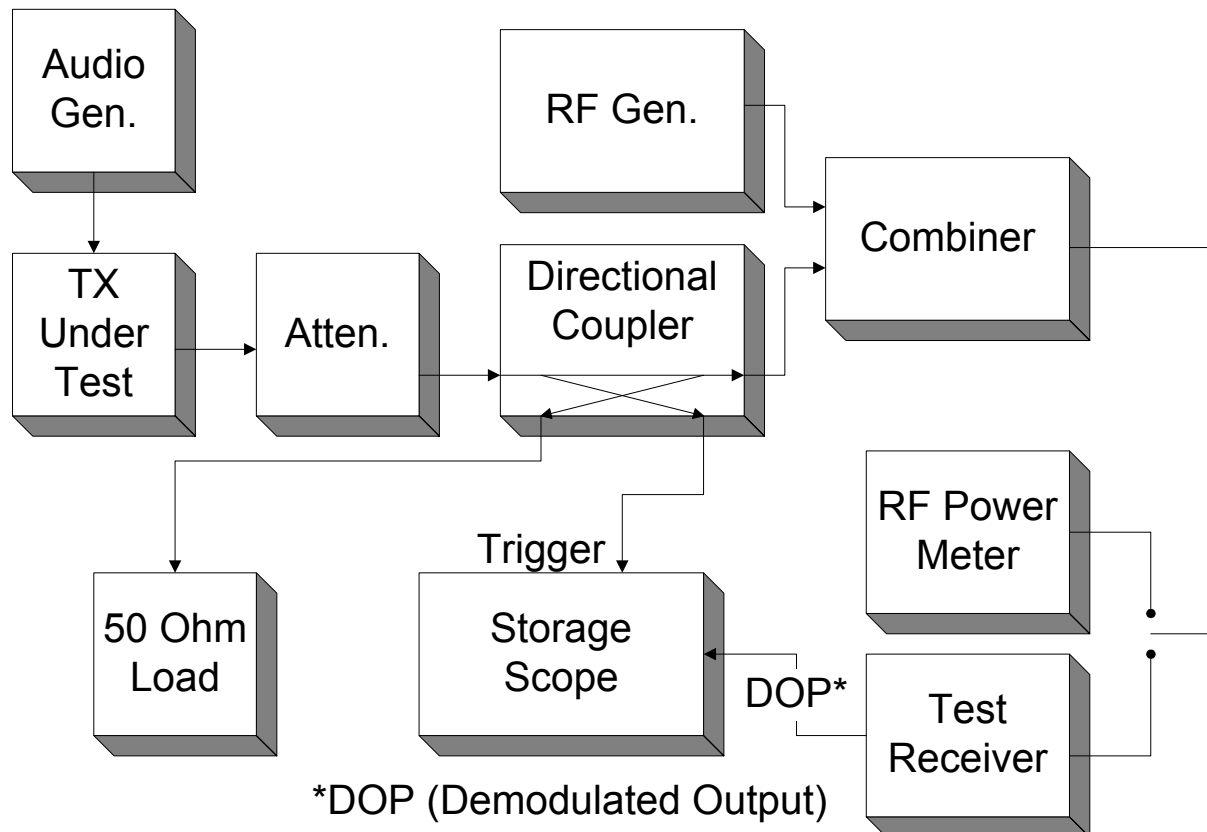 Audio
Gen.
RF Gen.
Combiner
TX
Under
Test
Atten.
Directional
Coupler
RF Power
Meter
Trigger
50 Ohm
Load
Storage
Scope
DOP*
Test
Receiver
*DOP (Demodulated Output)